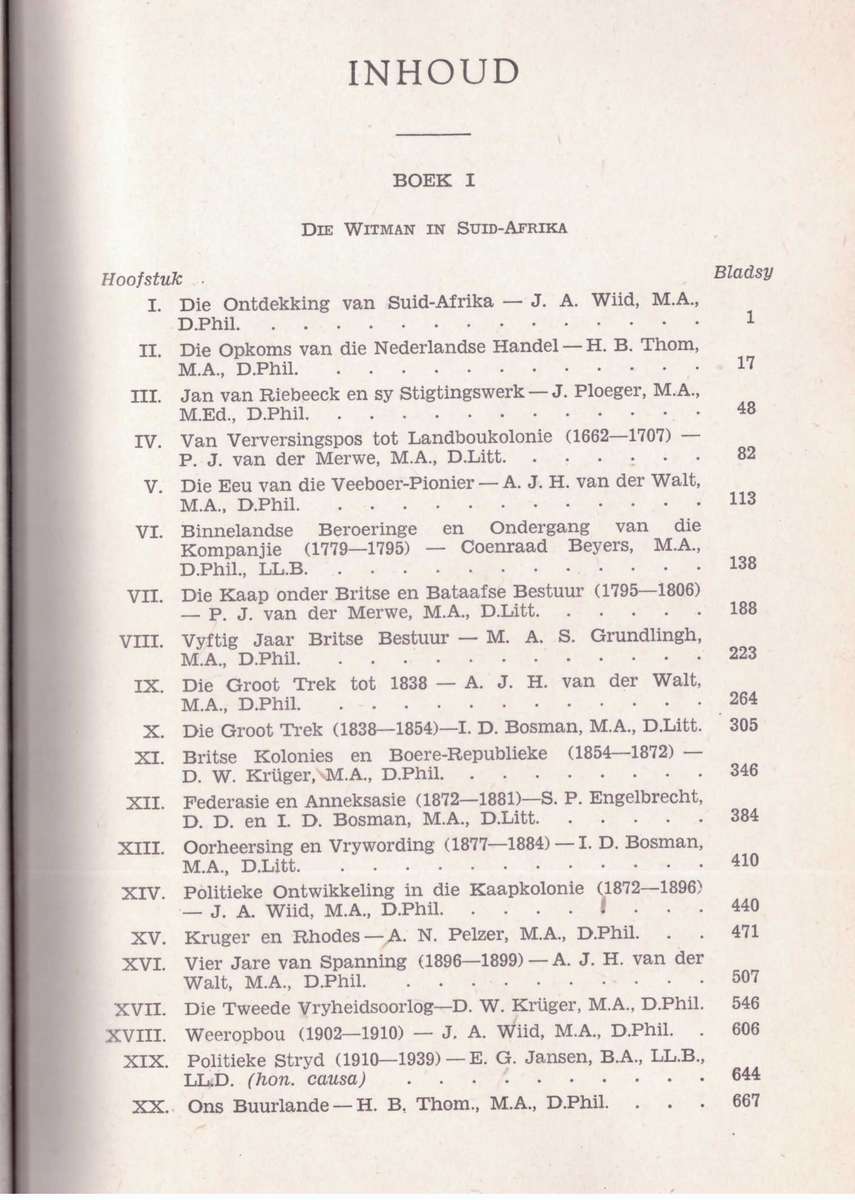 INHOUD
BOEK I
DIE WITMAN IN SUID-AFRIKA
Hoofstuk Bladsy
I. Die Ontdekking van Suid-Afrika — J. A. Wiid, M.A.,
D.Phil. . . . . . . . . . . . . . . 1
II. Die Opkoms van die Nederlandse Handel — H. B. Thom,
M.A., D.Phil. . . . . . . . . . . . . 17
III. Jan van Riebeeck en sy Stigtingswerk — J. Ploeger, M.A.,
M.Ed., D.Phil. . . . . . . . . . . . . 48
IV. Van Verversingspos tot Landboukolonie (1662—1707) —
P. J. van der Merwe, M.A., D.Litt. . . . . . . 82
V. Die Eeu van die Veeboer-Pionier — A. J. H. van der Walt,
M.A., D.Phil. . . . . . . . . . . . . 113
VI. Binnelandse Beroeringe en Ondergang van die
Kompanjie (1779—1795) — Coenraad Beyers, M.A.,
D.Phil., LL.B. . . . . . . . . . . . . 138
VII. Die Kaap onder Britse en Bataafse Bestuur (1795—1806)
— P. J. van der Merwe, M.A., D.Litt. . . . . . 188
VIII. Vyftig Jaar Britse Bestuur — M. A. S. Grundlingh,
M.A., D.Phil. . . . . . . . . . . . . 223
IX. Die Groot Trek tot 1838 — A. J. H. van der Walt,
M.A., D.Phil. . . . . . . . . . . . . 264
X. Die Groot Trek (1838—1854)—I. D. Bosman, M.A., D.Litt. 305
XI. Britse Kolonies en Boere-Republieke (1854—1872) —
D. W. Krüger, M.A., D.Phil. . . . . . . . . 346
XII. Federasie en Anneksasie (1872—1881)—S. P. Engelbrecht,
D. D. en I. D. Bosman, M.A., D.Litt. . . . . . 384
XIII. Oorheersing en Vrywording (1877—1884) — I. D. Bosman,
M.A., D.Litt. . . . . . . . . . . . . 410
XIV. Politieke Ontwikkeling in die Kaapkolonie (1872—1896)
— J. A. Wiid, M.A., D.Phil. . . . . . . . . 440
XV. Kruger en Rhodes — A. N. Pelzer, M.A., D.Phil. . . 471
XVI. Vier Jare van Spanning (1896—1899) — A. J. H. van der
Walt, M.A., D.Phil. . . . . . . . . . . 507
XVII. Die Tweede Vryheidsoorlog—D. W. Krüger, M.A., D.Phil. 546
XVIII. Weeropbou (1902—1910) — J. A. Wiid, M.A., D.Phil. . 606
XIX. Politieke Stryd (1910—1939) — E. G. Jansen, B.A., LL.B.,
LL.D. (hon. causa) . . . . . . . . . . 644
XX. Ons Buurlande — H. B. Thom., M.A., D.Phil. . . . 667